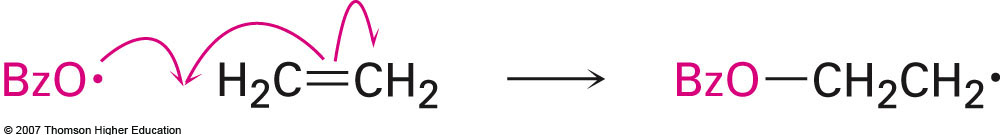 BzO• H₂C=CH₂ → BzO—CH₂CH₂•
© 2007 Thomson Higher Education